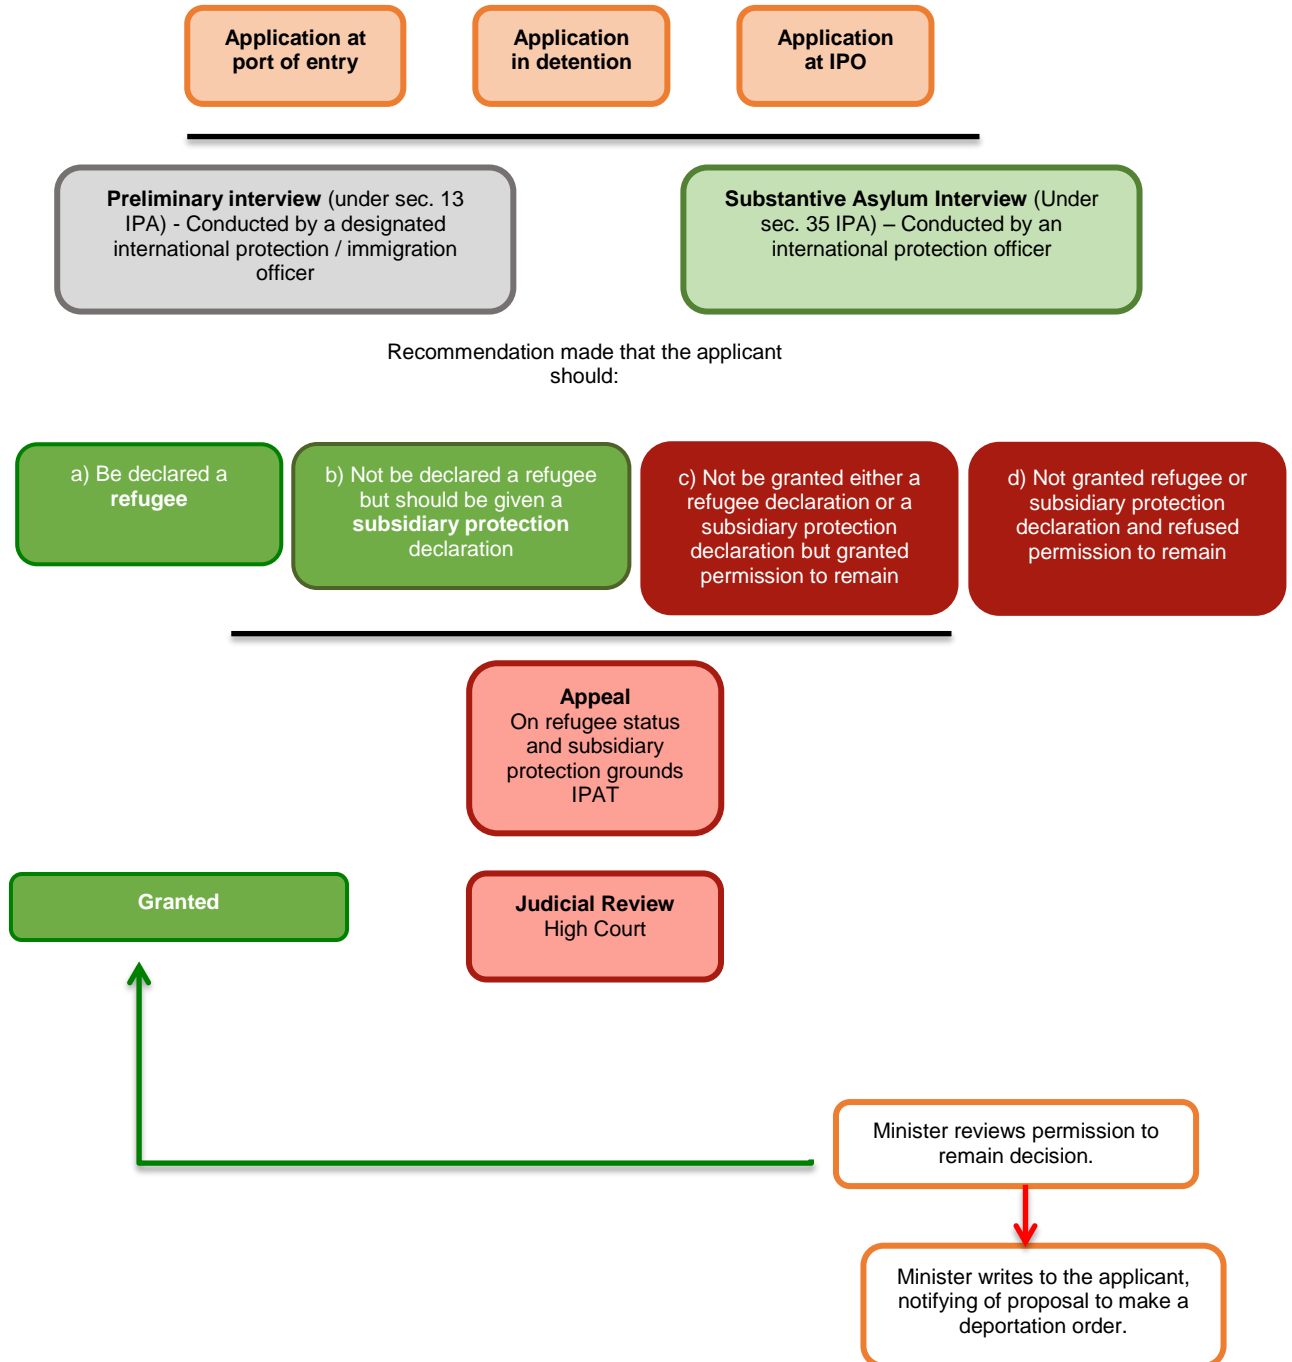 Application at
port of entry
Application
in detention
Application
at IPO
Preliminary interview (under sec. 13
IPA) - Conducted by a designated
international protection / immigration
officer
Substantive Asylum Interview (Under
sec. 35 IPA) – Conducted by an
international protection officer
Recommendation made that the applicant
should:
a) Be declared a
refugee
b) Not be declared a refugee
but should be given a
subsidiary protection
declaration
c) Not be granted either a
refugee declaration or a
subsidiary protection
declaration but granted
permission to remain
d) Not granted refugee or
subsidiary protection
declaration and refused
permission to remain
Appeal
On refugee status
and subsidiary
protection grounds
IPAT
Granted
Judicial Review
High Court
Minister reviews permission to
remain decision.
Minister writes to the applicant,
notifying of proposal to make a
deportation order.